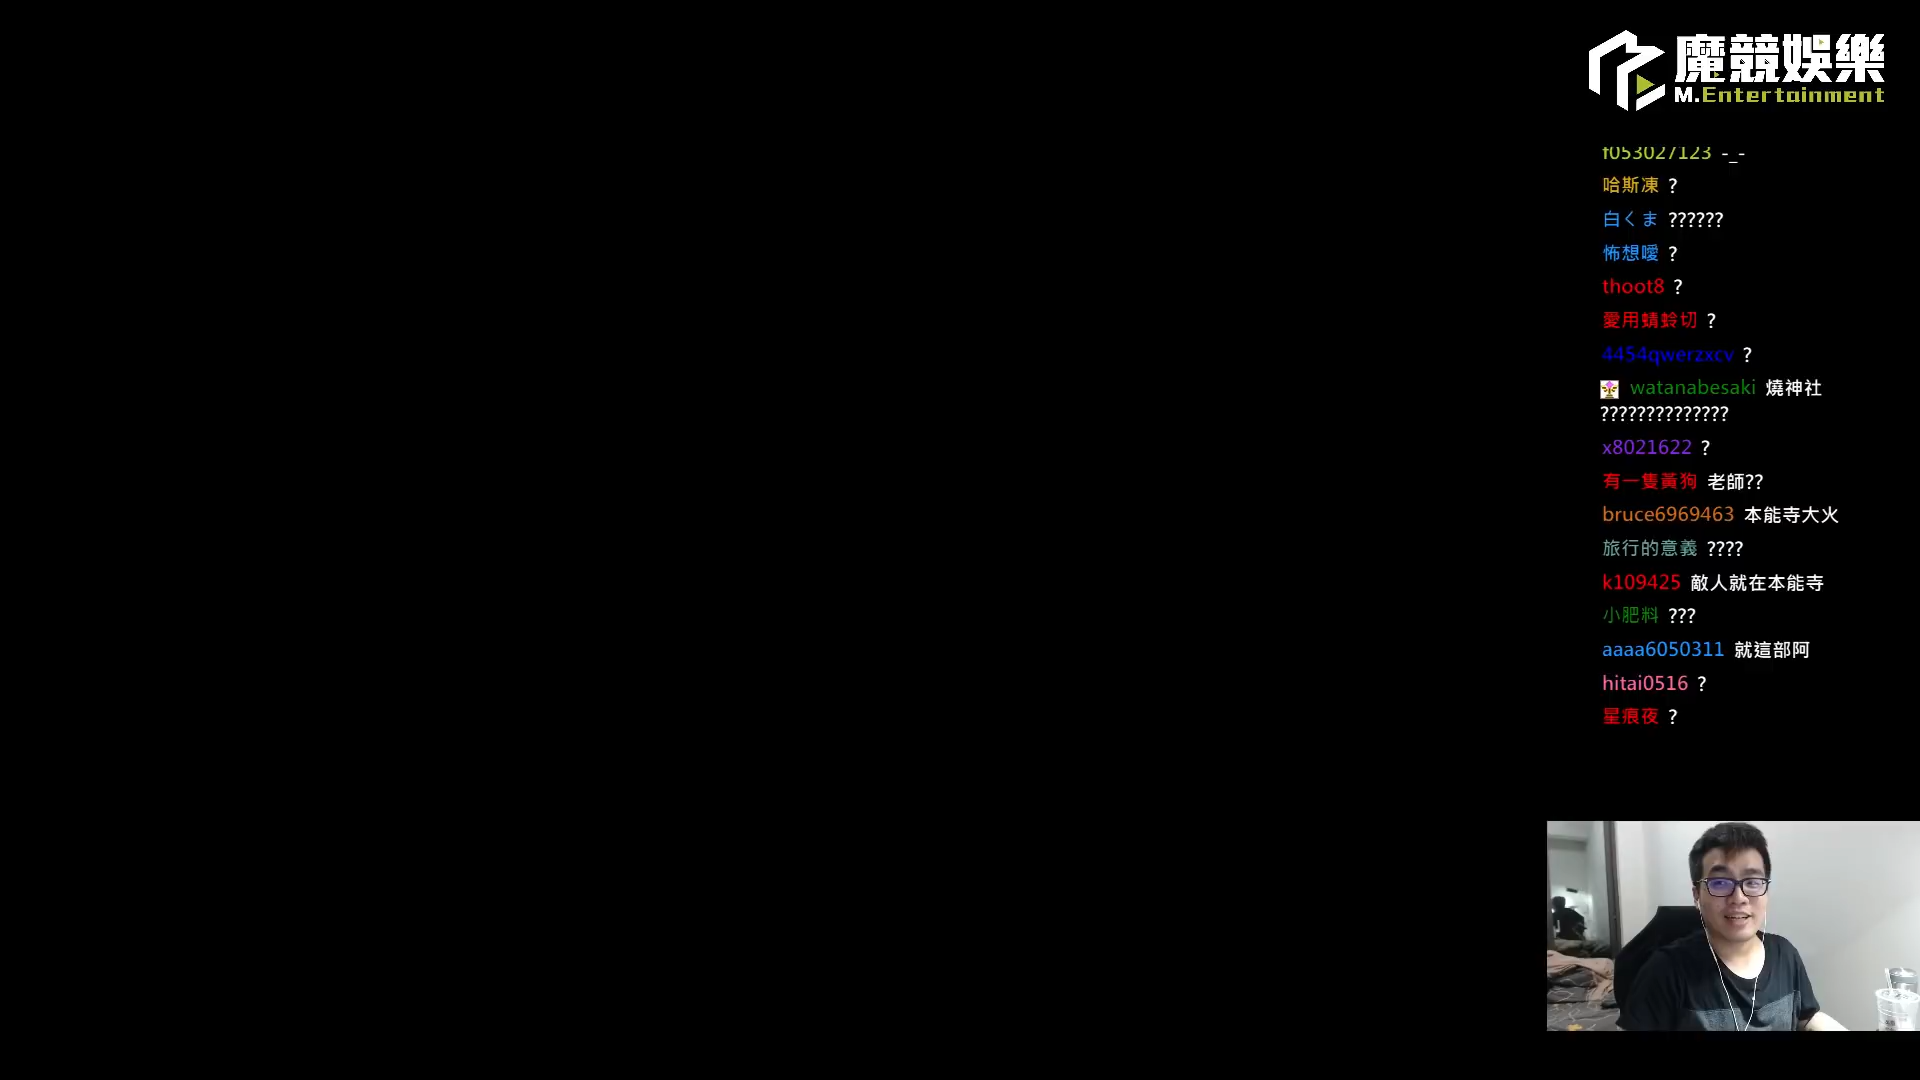 魔競娛樂
M.Entertainment
f053027123 -_-
哈斯凍 ?
白くま ??????
怖想噯 ?
thoot8 ?
愛用蜻蛉切 ?
4454qwerzxcv ?
watanabesaki 燒神社
??????????????
x8021622 ?
有一隻黃狗 老師??
bruce6969463 本能寺大火
旅行的意義 ????
k109425 敵人就在本能寺
小肥料 ???
aaaa6050311 就這部阿
hitai0516 ?
星痕夜 ?